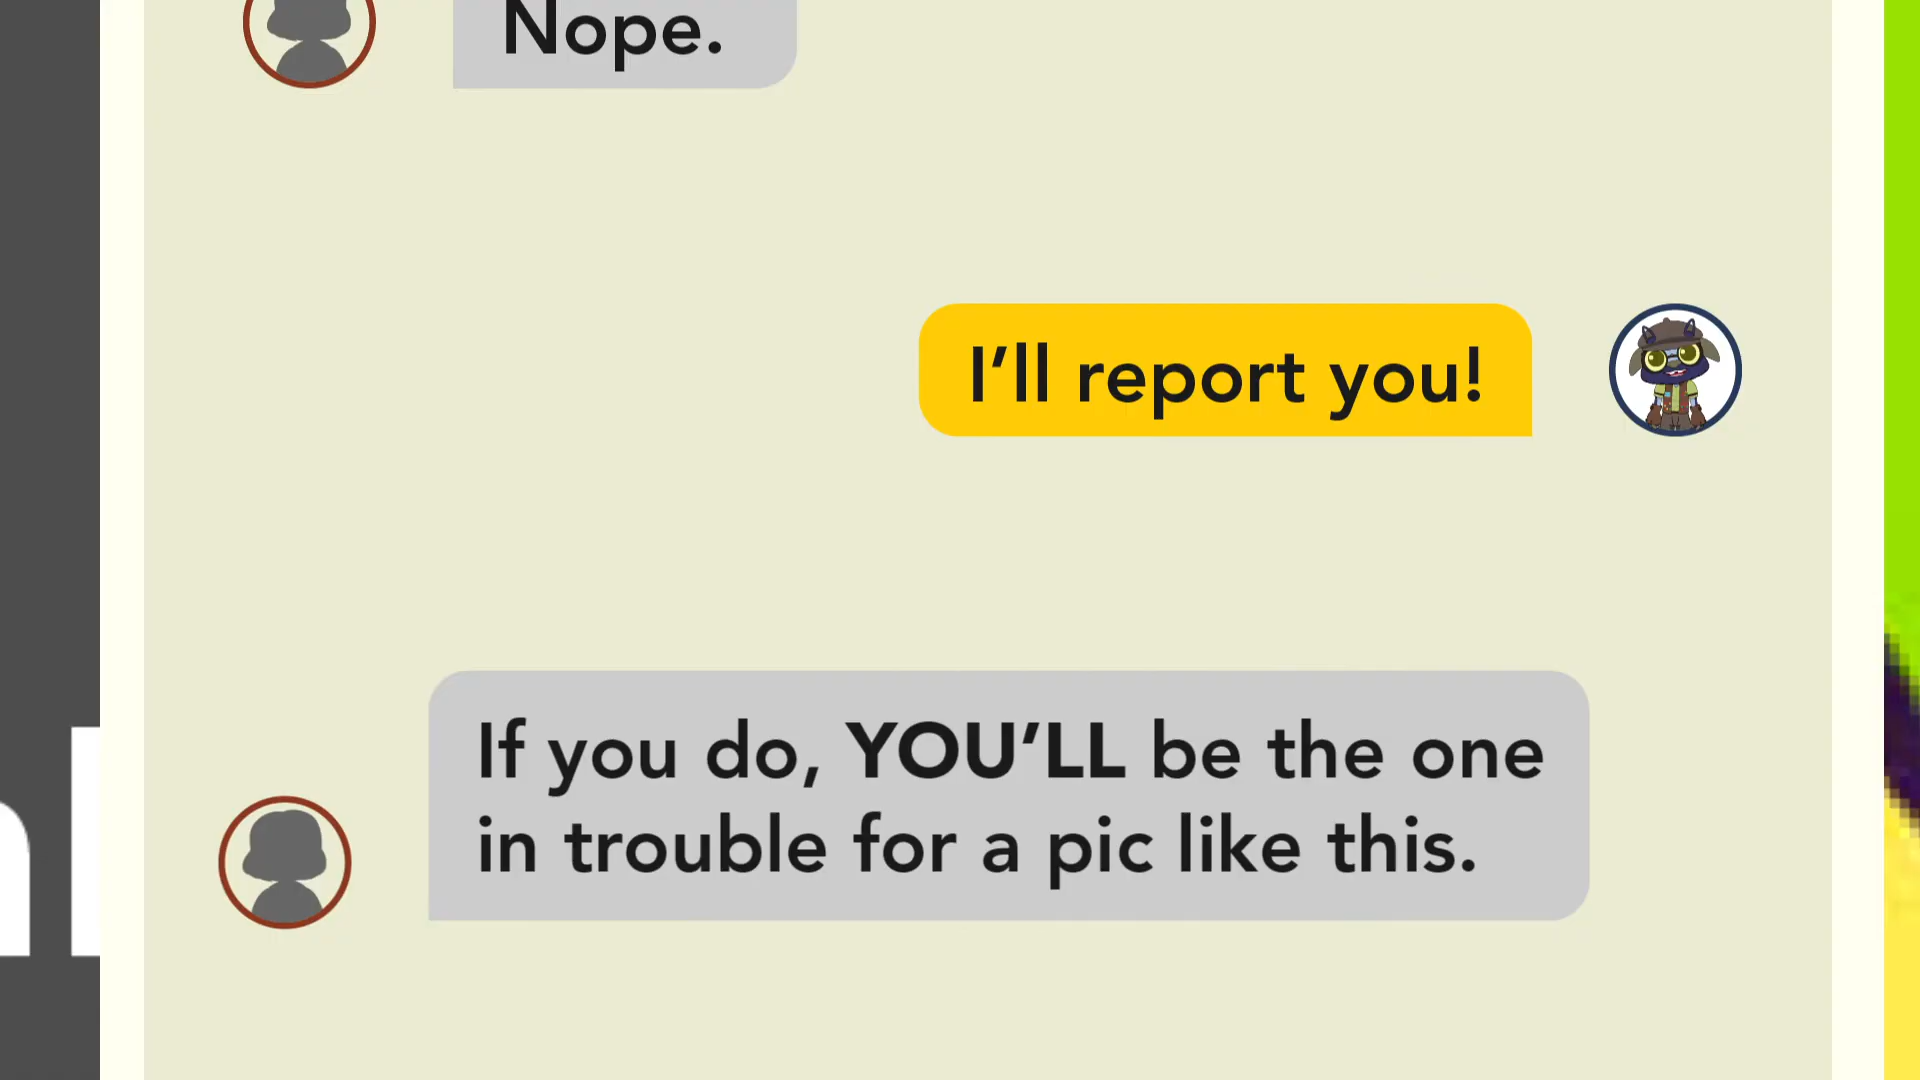 Nope.
I’ll report you!
If you do, YOU’LL be the one
in trouble for a pic like this.